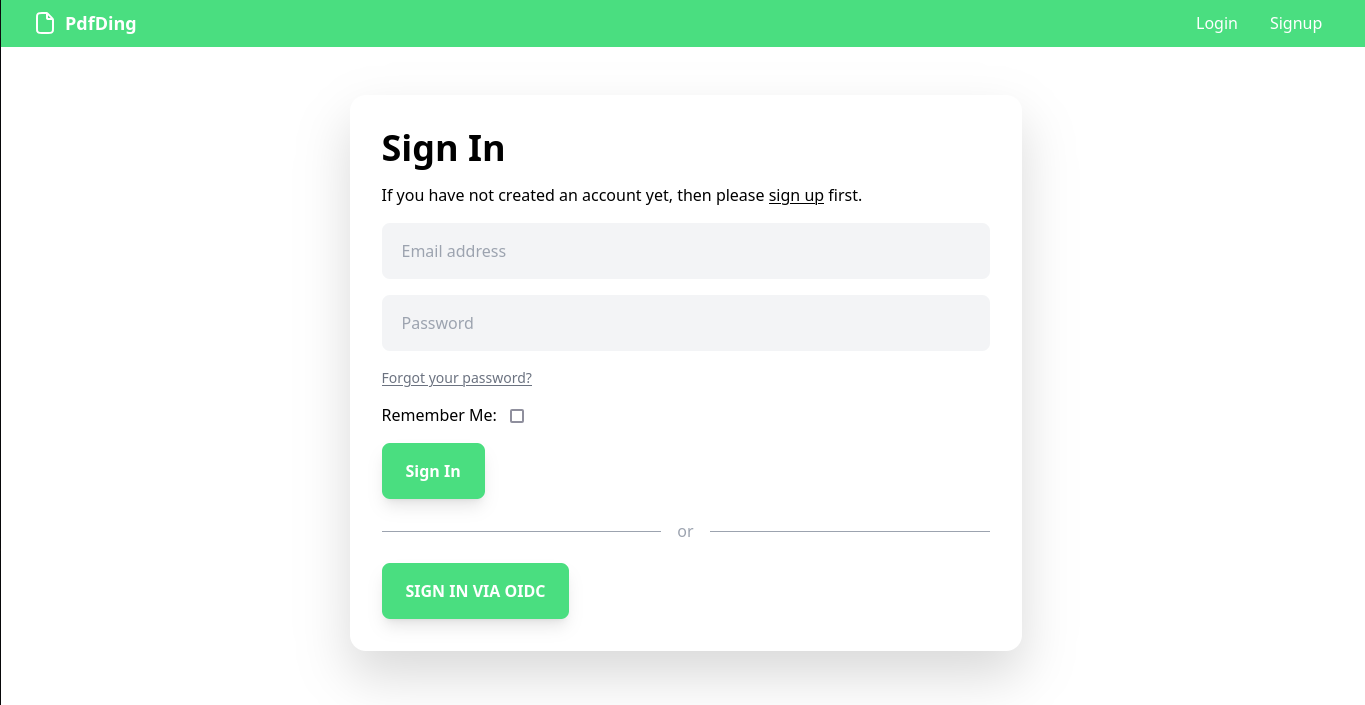 PdfDing
Login
Signup
Sign In
If you have not created an account yet, then please sign up first.
Email address
Password
Forgot your password?
Remember Me:
Sign In
or
SIGN IN VIA OIDC